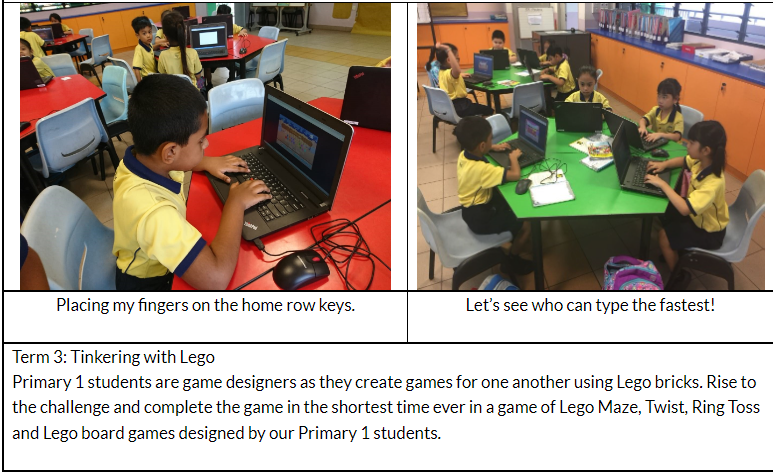 Placing my fingers on the home row keys.
Let's see who can type the fastest!
Term 3: Tinkering with Lego
Primary 1 students are game designers as they create games for one another using Lego bricks. Rise to
the challenge and complete the game in the shortest time ever in a game of Lego Maze, Twist, Ring Toss
and Lego board games designed by our Primary 1 students.